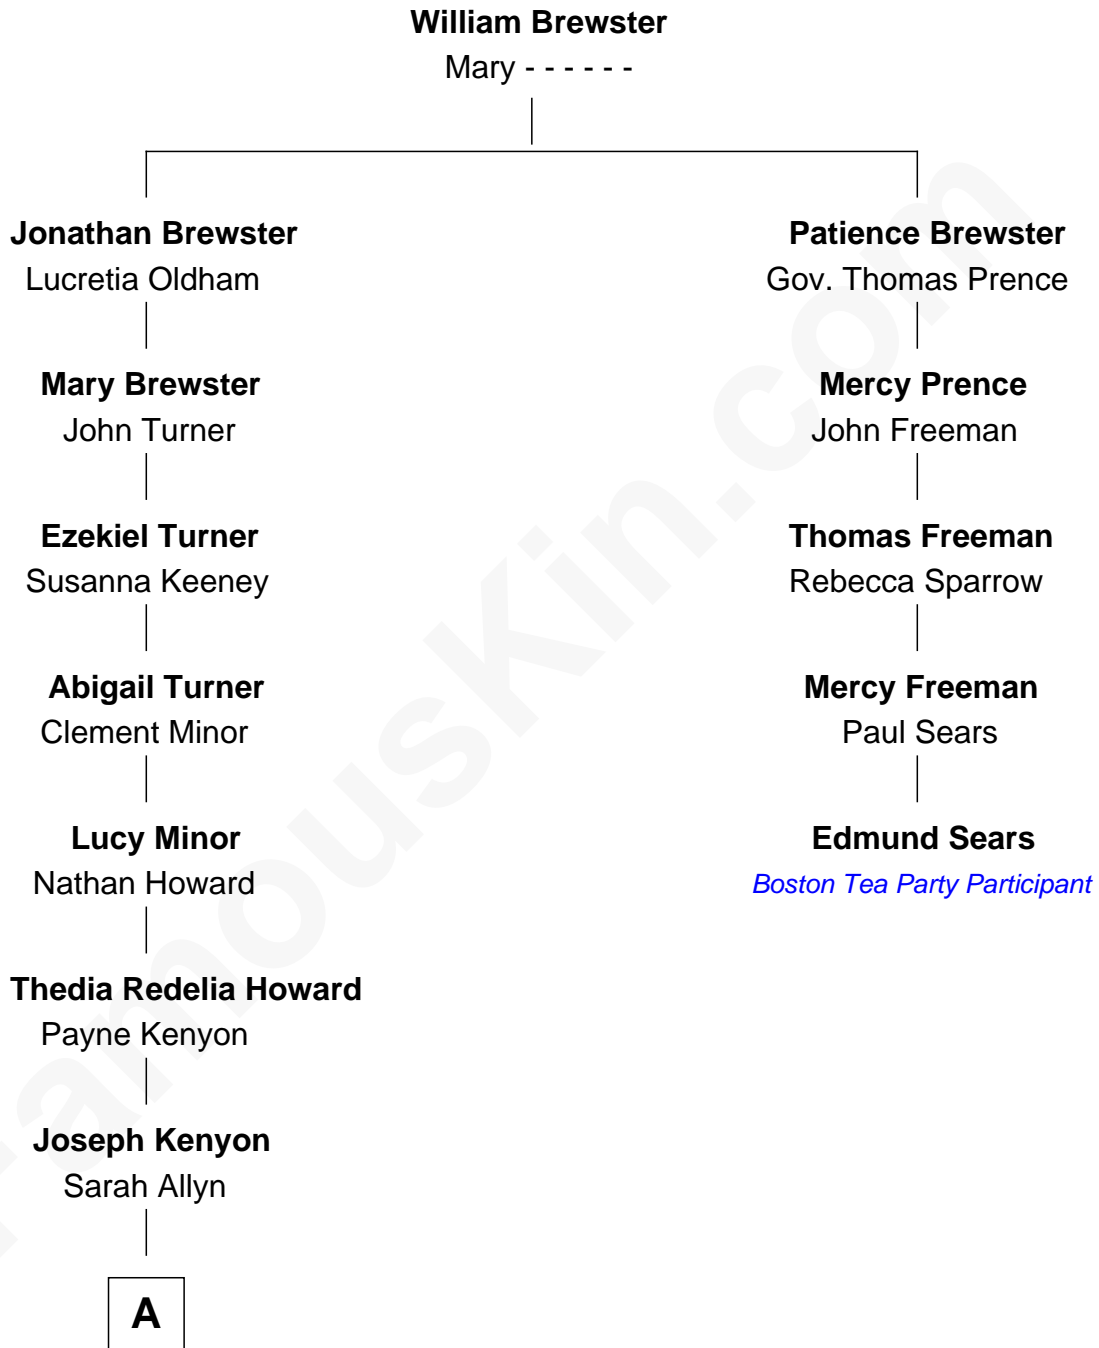 William Brewster
Mary - - - - - -
Jonathan Brewster
Lucretia Oldham
Patience Brewster
Gov. Thomas Prence
Mary Brewster
John Turner
Mercy Prence
John Freeman
Ezekiel Turner
Susanna Keeney
Thomas Freeman
Rebecca Sparrow
Abigail Turner
Clement Minor
Mercy Freeman
Paul Sears
Lucy Minor
Nathan Howard
Edmund Sears
Boston Tea Party Participant
Thedia Redelia Howard
Payne Kenyon
Joseph Kenyon
Sarah Allyn
A
FamousKin.com